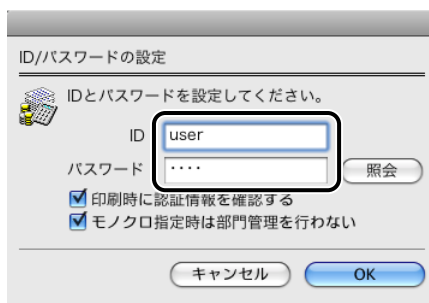 ID/パスワードの設定
IDとパスワードを設定してください。
ID user
パスワード ････ 照会
印刷時に認証情報を確認する
モノクロ指定時は部門管理を行わない
キャンセル OK